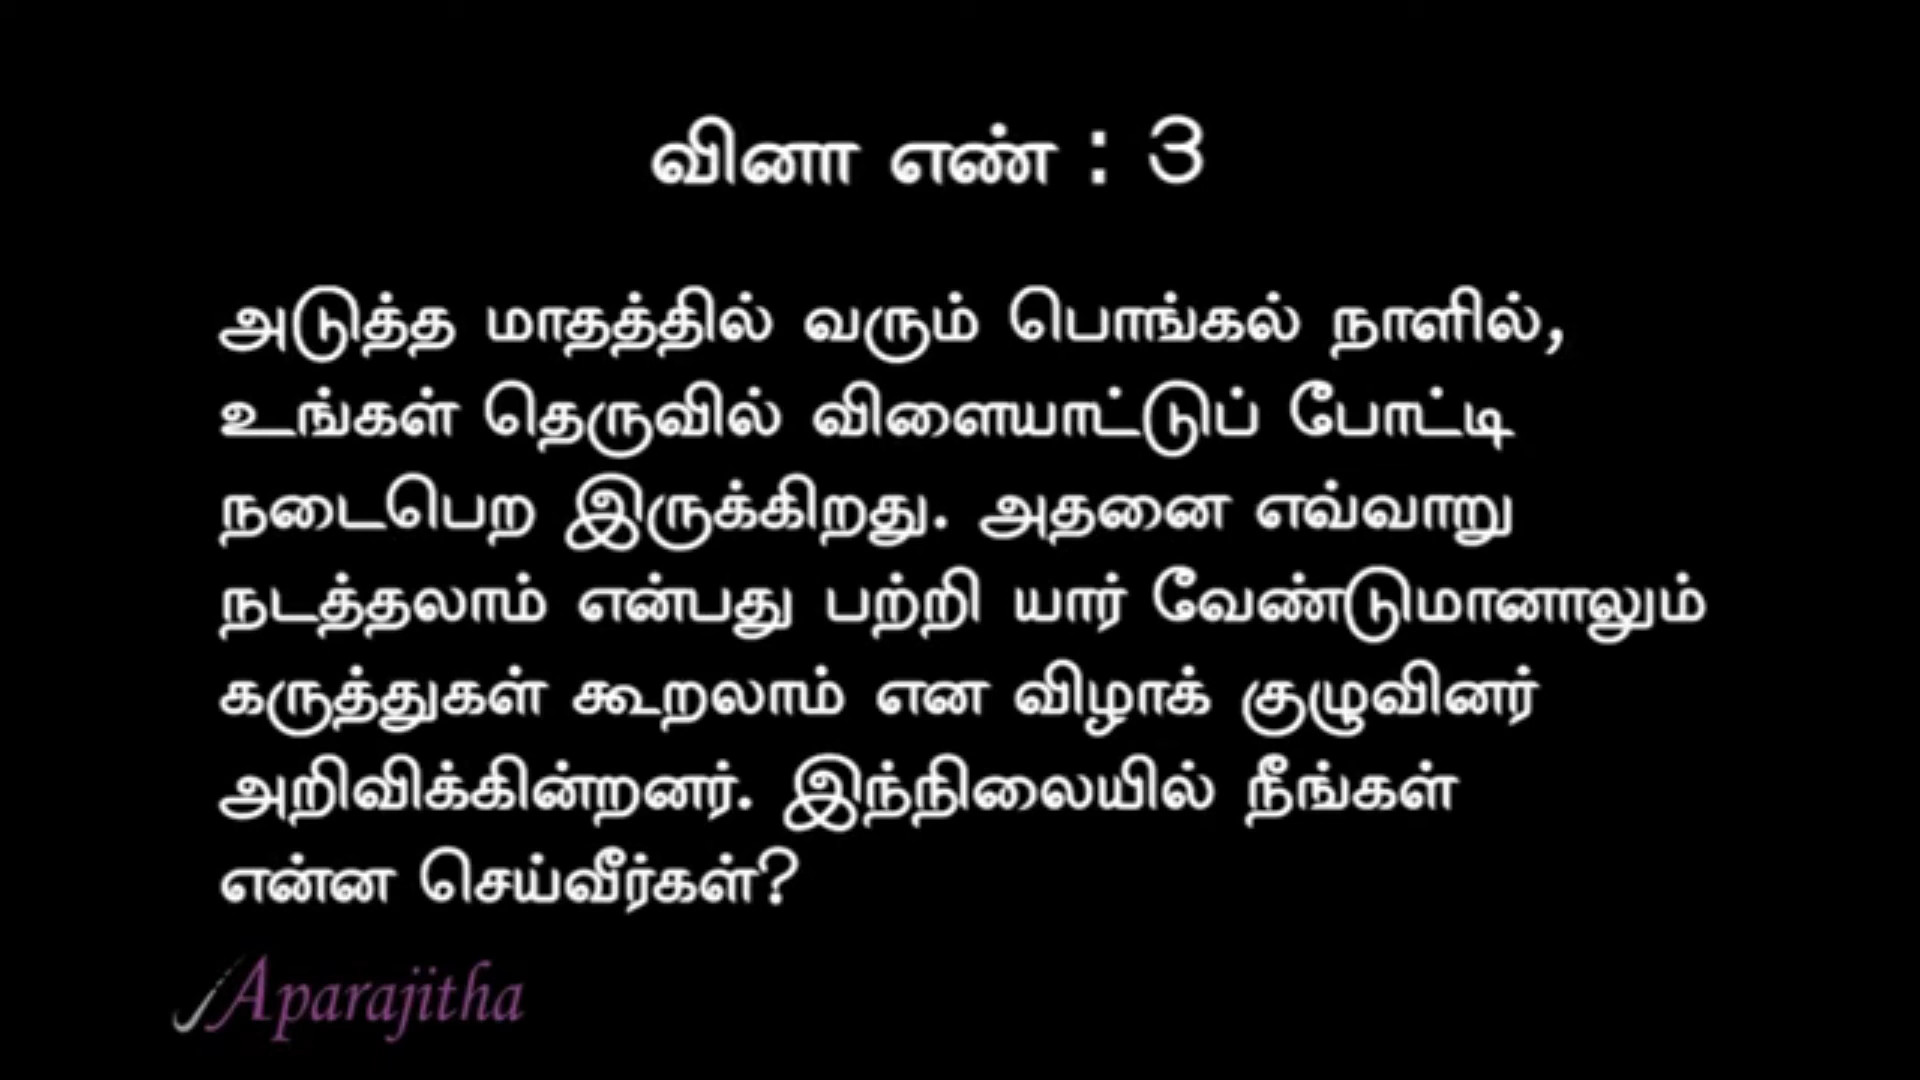 வினா எண் : 3
அடுத்த மாதத்தில் வரும் பொங்கல் நாளில்,
உங்கள் தெருவில் விளையாட்டுப் போட்டி
நடைபெற இருக்கிறது. அதனை எவ்வாறு
நடத்தலாம் என்பது பற்றி யார் வேண்டுமானாலும்
கருத்துகள் கூறலாம் என விழாக் குழுவினர்
அறிவிக்கின்றனர். இந்நிலையில் நீங்கள்
என்ன செய்வீர்கள்?
Aparajitha